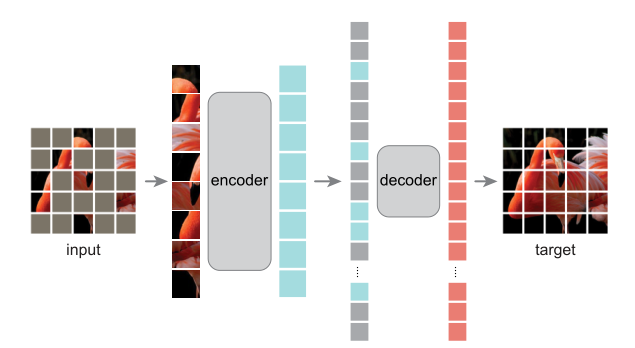 input
encoder
decoder
target